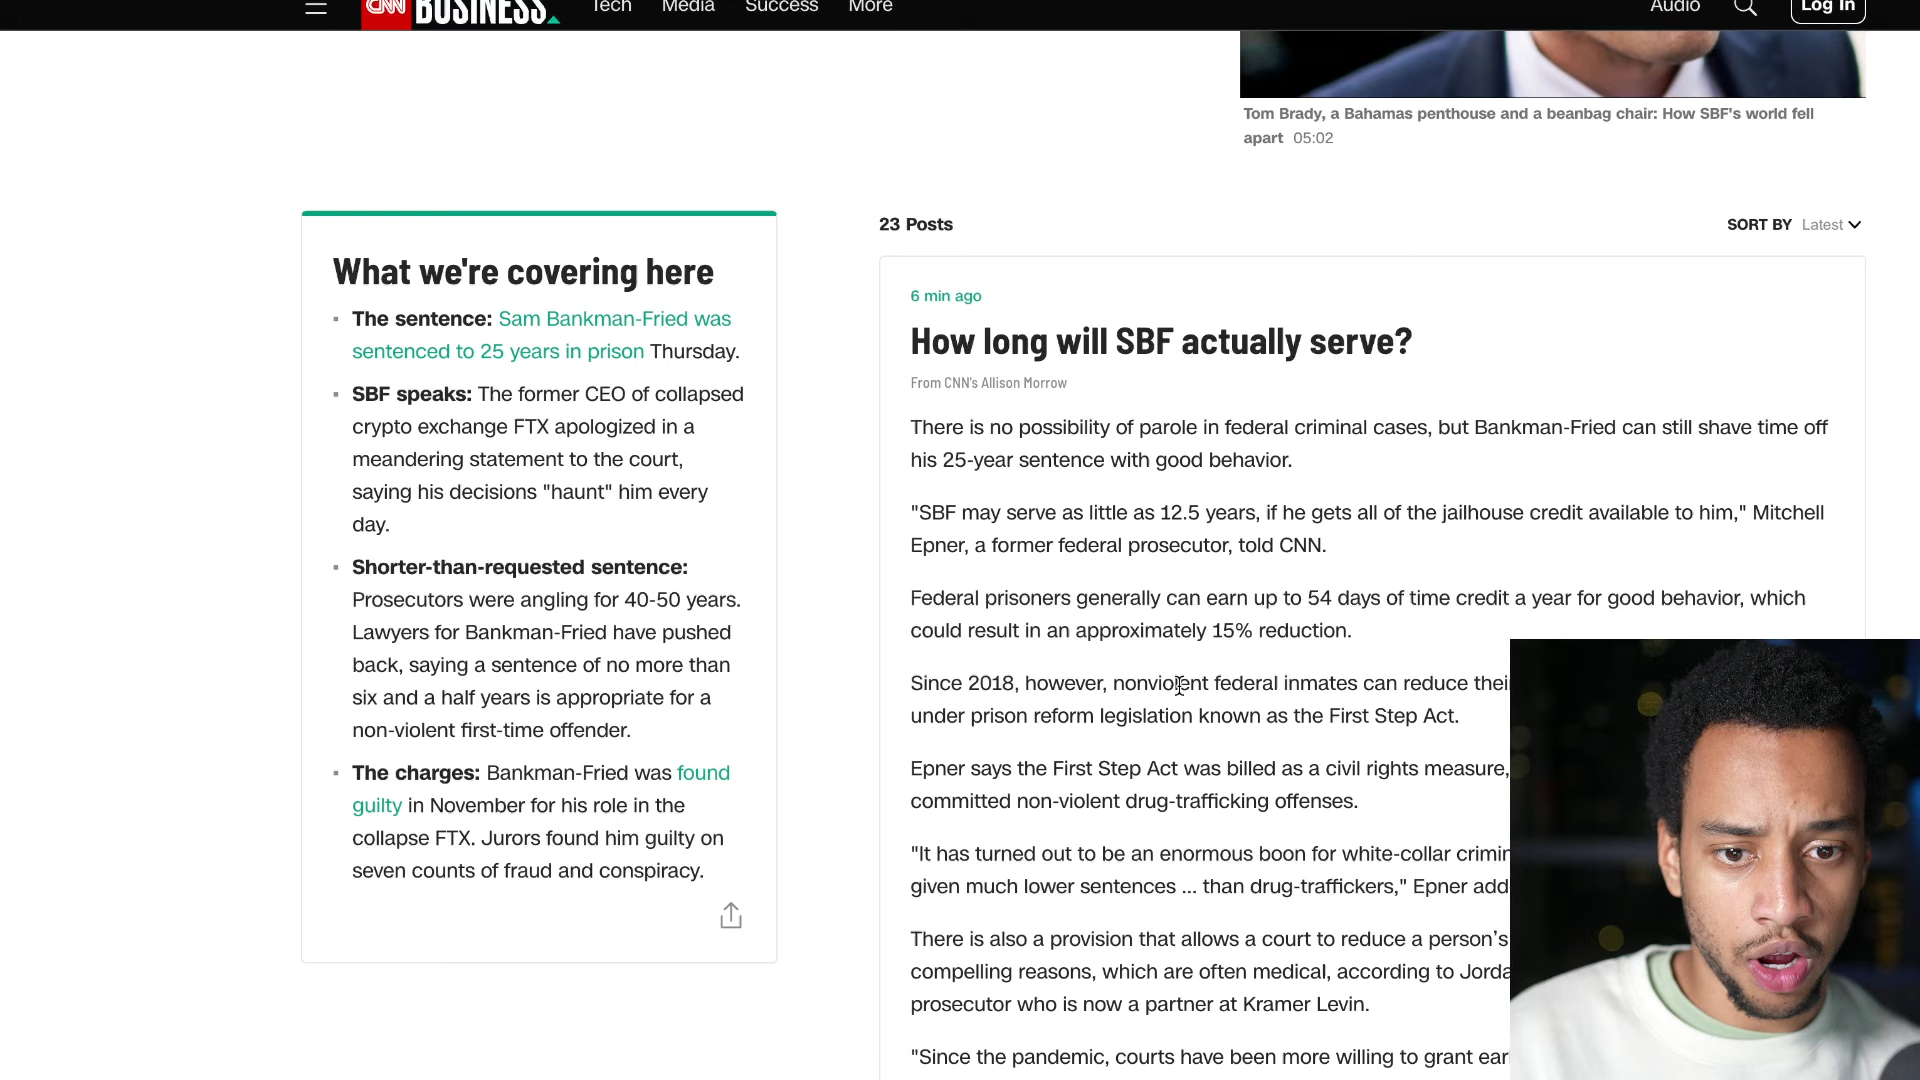 CNN BUSINESS
Tech Media Success More
Audio
Log In
Tom Brady, a Bahamas penthouse and a beanbag chair: How SBF's world fell
apart 05:02
What we're covering here
▪ The sentence: Sam Bankman-Fried was
sentenced to 25 years in prison Thursday.
▪ SBF speaks: The former CEO of collapsed
crypto exchange FTX apologized in a
meandering statement to the court,
saying his decisions "haunt" him every
day.
▪ Shorter-than-requested sentence:
Prosecutors were angling for 40-50 years.
Lawyers for Bankman-Fried have pushed
back, saying a sentence of no more than
six and a half years is appropriate for a
non-violent first-time offender.
▪ The charges: Bankman-Fried was found
guilty in November for his role in the
collapse FTX. Jurors found him guilty on
seven counts of fraud and conspiracy.
23 Posts
SORT BY Latest
6 min ago
How long will SBF actually serve?
From CNN's Allison Morrow
There is no possibility of parole in federal criminal cases, but Bankman-Fried can still shave time off
his 25-year sentence with good behavior.
"SBF may serve as little as 12.5 years, if he gets all of the jailhouse credit available to him," Mitchell
Epner, a former federal prosecutor, told CNN.
Federal prisoners generally can earn up to 54 days of time credit a year for good behavior, which
could result in an approximately 15% reduction.
Since 2018, however, nonviolent federal inmates can reduce
under prison reform legislation known as the First Step Act.
Epner says the First Step Act was billed as a civil rights measure,
committed non-violent drug-trafficking offenses.
"It has turned out to be an enormous boon for white-collar
given much lower sentences ... than drug-traffickers," Epner
There is also a provision that allows a court to reduce a person's
compelling reasons, which are often medical, according to
prosecutor who is now a partner at Kramer Levin.
"Since the pandemic, courts have been more willing to grant